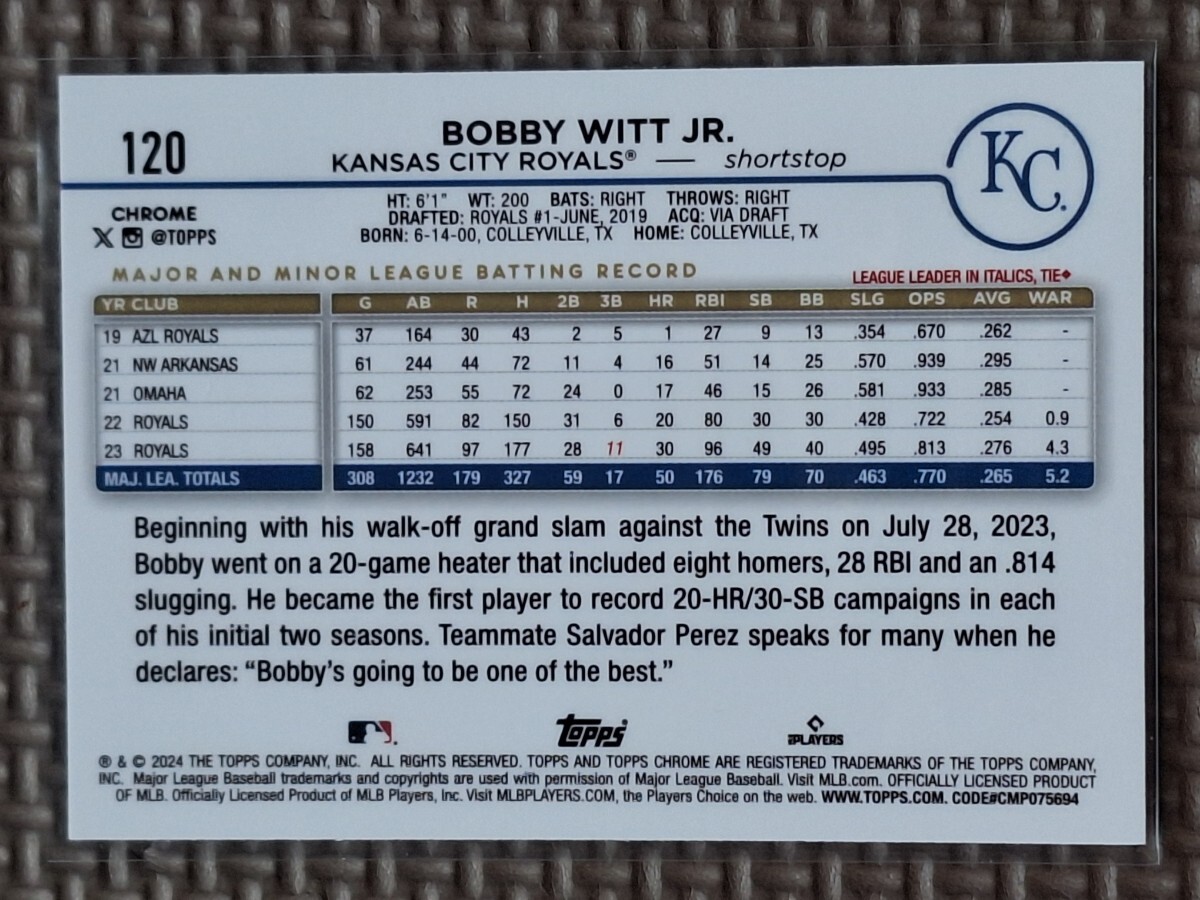 120
BOBBY WITT JR.
KANSAS CITY ROYALS® — shortstop
KC
HT: 6'1" WT: 200 BATS: RIGHT THROWS: RIGHT
DRAFTED: ROYALS #1-JUNE, 2019 ACQ: VIA DRAFT
BORN: 6-14-00, COLLEYVILLE, TX HOME: COLLEYVILLE, TX
CHROME
X @TOPPS
MAJOR AND MINOR LEAGUE BATTING RECORD
LEAGUE LEADER IN ITALICS, TIE◆
YR CLUB G AB R H 2B 3B HR RBI SB BB SLG OPS AVG WAR
19 AZL ROYALS 37 164 30 43 2 5 1 27 9 13 .354 .670 .262 -
21 NW ARKANSAS 61 244 44 72 11 4 16 51 14 25 .570 .939 .295 -
21 OMAHA 62 253 55 72 24 0 17 46 15 26 .581 .933 .285 -
22 ROYALS 150 591 82 150 31 6 20 80 30 30 .428 .722 .254 0.9
23 ROYALS 158 641 97 177 28 11 30 96 49 40 .495 .813 .276 4.3
MAJ. LEA. TOTALS 308 1232 179 327 59 17 50 176 79 70 .463 .770 .265 5.2
Beginning with his walk-off grand slam against the Twins on July 28, 2023,
Bobby went on a 20-game heater that included eight homers, 28 RBI and an .814
slugging. He became the first player to record 20-HR/30-SB campaigns in each
of his initial two seasons. Teammate Salvador Perez speaks for many when he
declares: “Bobby's going to be one of the best.”
Topps
PLAYERS
® & © 2024 THE TOPPS COMPANY, INC. ALL RIGHTS RESERVED. TOPPS AND TOPPS CHROME ARE REGISTERED TRADEMARKS OF THE TOPPS COMPANY,
INC. Major League Baseball trademarks and copyrights are used with permission of Major League Baseball. Visit MLB.com. OFFICIALLY LICENSED PRODUCT
OF MLB. Officially Licensed Product of MLB Players, Inc. Visit MLBPLAYERS.COM, the Players Choice on the web. WWW.TOPPS.COM. CODE#CMP075694